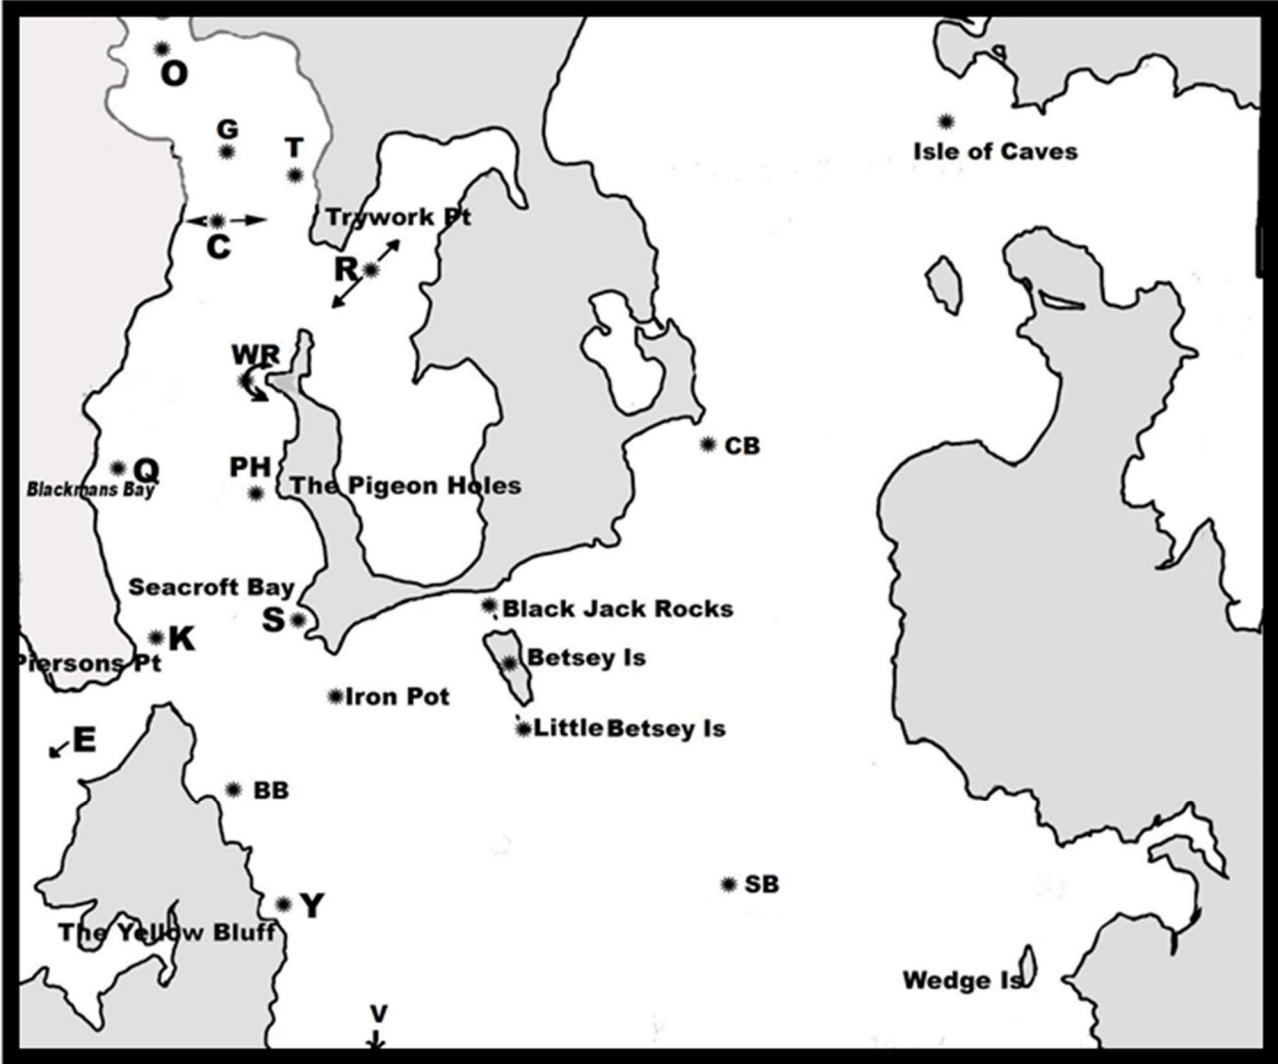 O
G
T
Isle of Caves
Trywork Pt
C
R
WR
CB
PH
Q
The Pigeon Holes
Blackmans Bay
Seacroft Bay
Black Jack Rocks
S
K
Betsey Is
Piersons Pt
Iron Pot
Little Betsey Is
E
BB
SB
Y
The Yellow Bluff
Wedge Is
V